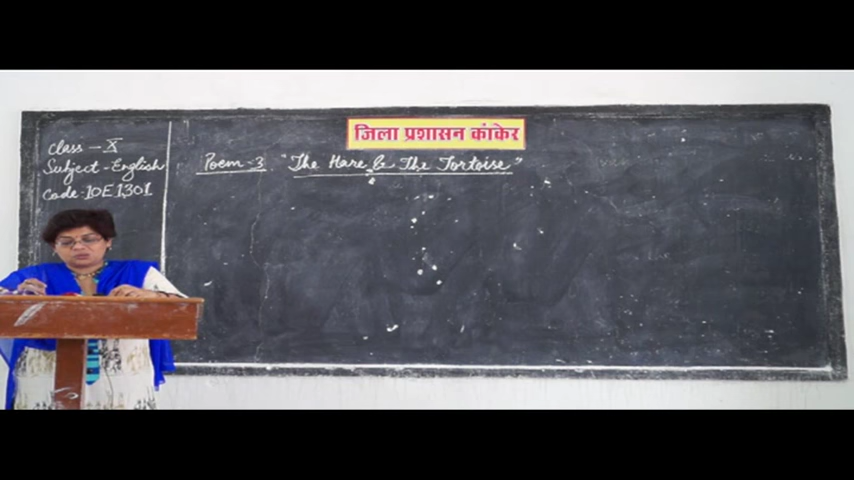 जिला प्रशासन कांकेर
class - X
Subject - English
Code - 10E1301
Poem - 3 "The Hare & The Tortoise"